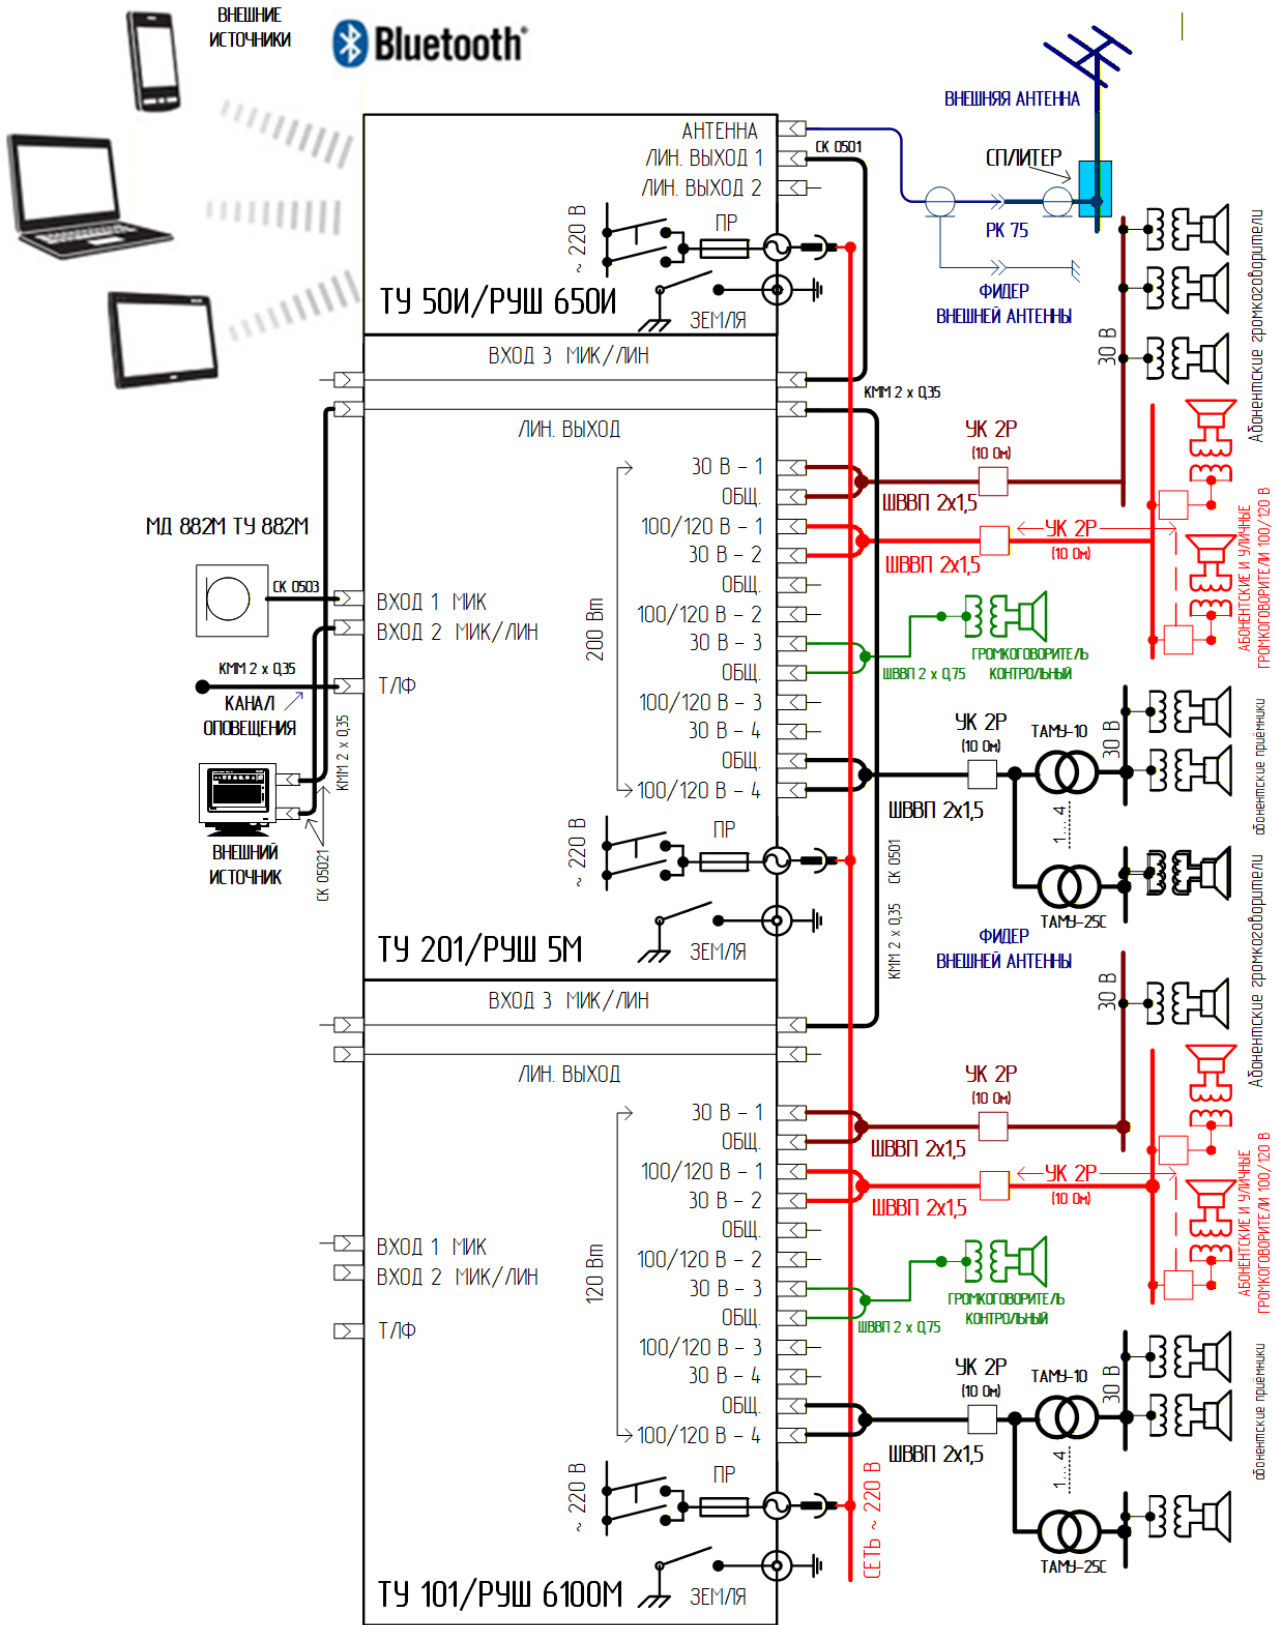 ВНЕШНИЕ
ИСТОЧНИКИ
Bluetooth
ВНЕШНЯЯ АНТЕННА
СПЛИТЕР
РК 75
ФИДЕР
ВНЕШНЕЙ АНТЕННЫ
АНТЕННА
ЛИН. ВЫХОД 1
ЛИН. ВЫХОД 2
СК 0501
~ 220 В
ПР
ЗЕМЛЯ
ТУ 50И/РУШ 650И
ВХОД 3 МИК/ЛИН
КММ 2 х 0,35
ЛИН. ВЫХОД
30 В - 1
ОБЩ.
100/120 В - 1
30 В - 2
ОБЩ.
100/120 В - 2
30 В - 3
ОБЩ.
100/120 В - 3
30 В - 4
ОБЩ.
100/120 В - 4
200 Вт
МД 882М ТУ 882М
СК 0503
ВХОД 1 МИК
ВХОД 2 МИК/ЛИН
КММ 2 х 0,35
Т/ЛФ
КАНАЛ
ОПОВЕЩЕНИЯ
КММ 2 х 0,35
ВНЕШНИЙ
ИСТОЧНИК
СК 05021
УК 2Р
(10 Ом)
ШВВП 2х1,5
30 В
Абонентские громкоговорители
УК 2Р
(10 Ом)
ШВВП 2х1,5
АБОНЕНТСКИЕ И УЛИЧНЫЕ
ГРОМКОГОВОРИТЕЛИ 100/120 В
ШВВП 2 х 0,75
ГРОМКОГОВОРИТЕЛЬ
КОНТРОЛЬНЫЙ
УК 2Р
(10 Ом)
ШВВП 2х1,5
ТАМУ-10
30 В
1... 4
ТАМУ-25С
абонентские приёмники
~ 220 В
ПР
ЗЕМЛЯ
ТУ 201/РУШ 5М
КММ 2 х 0,35 СК 0501
ФИДЕР
ВНЕШНЕЙ АНТЕННЫ
ВХОД 3 МИК/ЛИН
ЛИН. ВЫХОД
30 В - 1
ОБЩ.
100/120 В - 1
30 В - 2
ОБЩ.
100/120 В - 2
30 В - 3
ОБЩ.
100/120 В - 3
30 В - 4
ОБЩ.
100/120 В - 4
120 Вт
ВХОД 1 МИК
ВХОД 2 МИК/ЛИН
Т/ЛФ
УК 2Р
(10 Ом)
ШВВП 2х1,5
30 В
Абонентские громкоговорители
УК 2Р
(10 Ом)
ШВВП 2х1,5
АБОНЕНТСКИЕ И УЛИЧНЫЕ
ГРОМКОГОВОРИТЕЛИ 100/120 В
ШВВП 2 х 0,75
ГРОМКОГОВОРИТЕЛЬ
КОНТРОЛЬНЫЙ
УК 2Р
(10 Ом)
ШВВП 2х1,5
ТАМУ-10
30 В
1... 4
ТАМУ-25С
абонентские приёмники
~ 220 В
ПР
ЗЕМЛЯ
СЕТЬ ~ 220 В
ТУ 101/РУШ 6100М